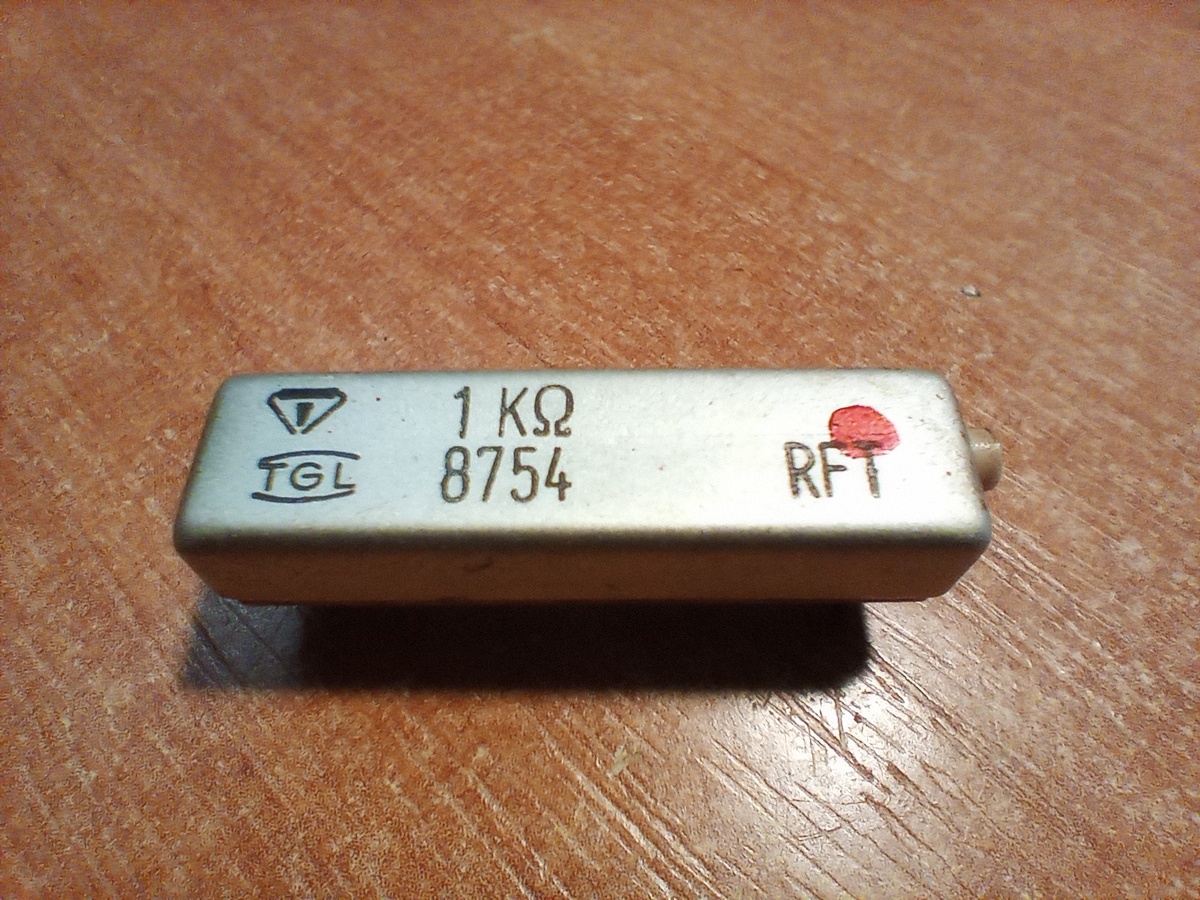 1 KΩ
TGL 8754 RFT